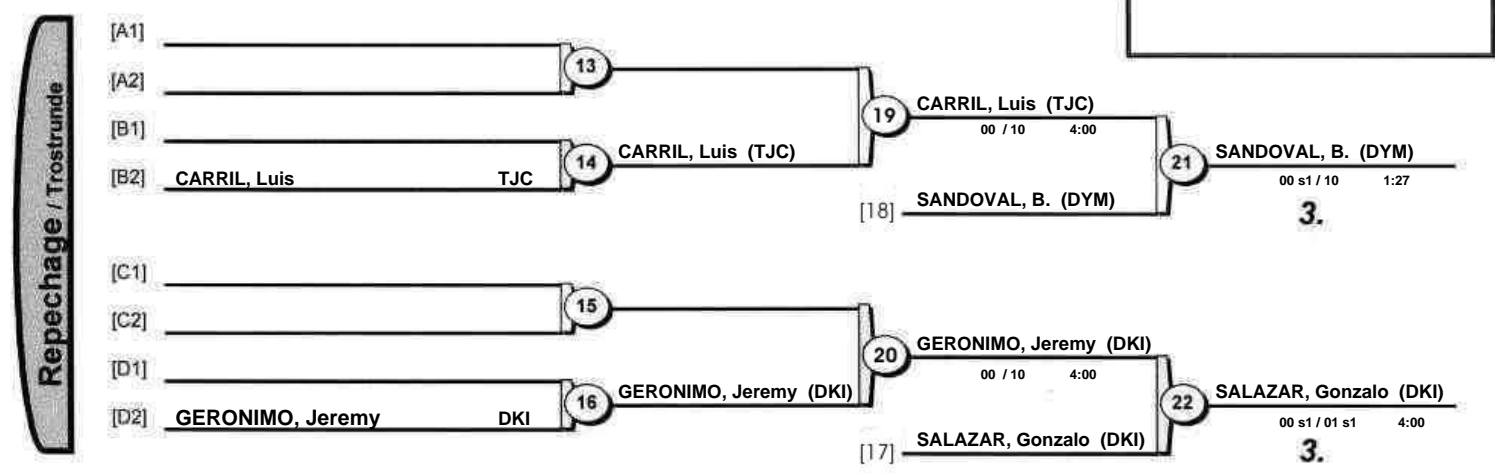 Repechage / Trostrunde
[A1]
13
[A2]
19
CARRIL, Luis (TJC)
00 / 10 4:00
[B1]
14
CARRIL, Luis (TJC)
21
SANDOVAL, B. (DYM)
00 s1 / 10 1:27
[B2] CARRIL, Luis TJC
[18] SANDOVAL, B. (DYM)
3.
[C1]
15
[C2]
20
GERONIMO, Jeremy (DKI)
00 / 10 4:00
[D1]
16
GERONIMO, Jeremy (DKI)
22
SALAZAR, Gonzalo (DKI)
00 s1 / 01 s1 4:00
[D2] GERONIMO, Jeremy DKI
[17] SALAZAR, Gonzalo (DKI)
3.